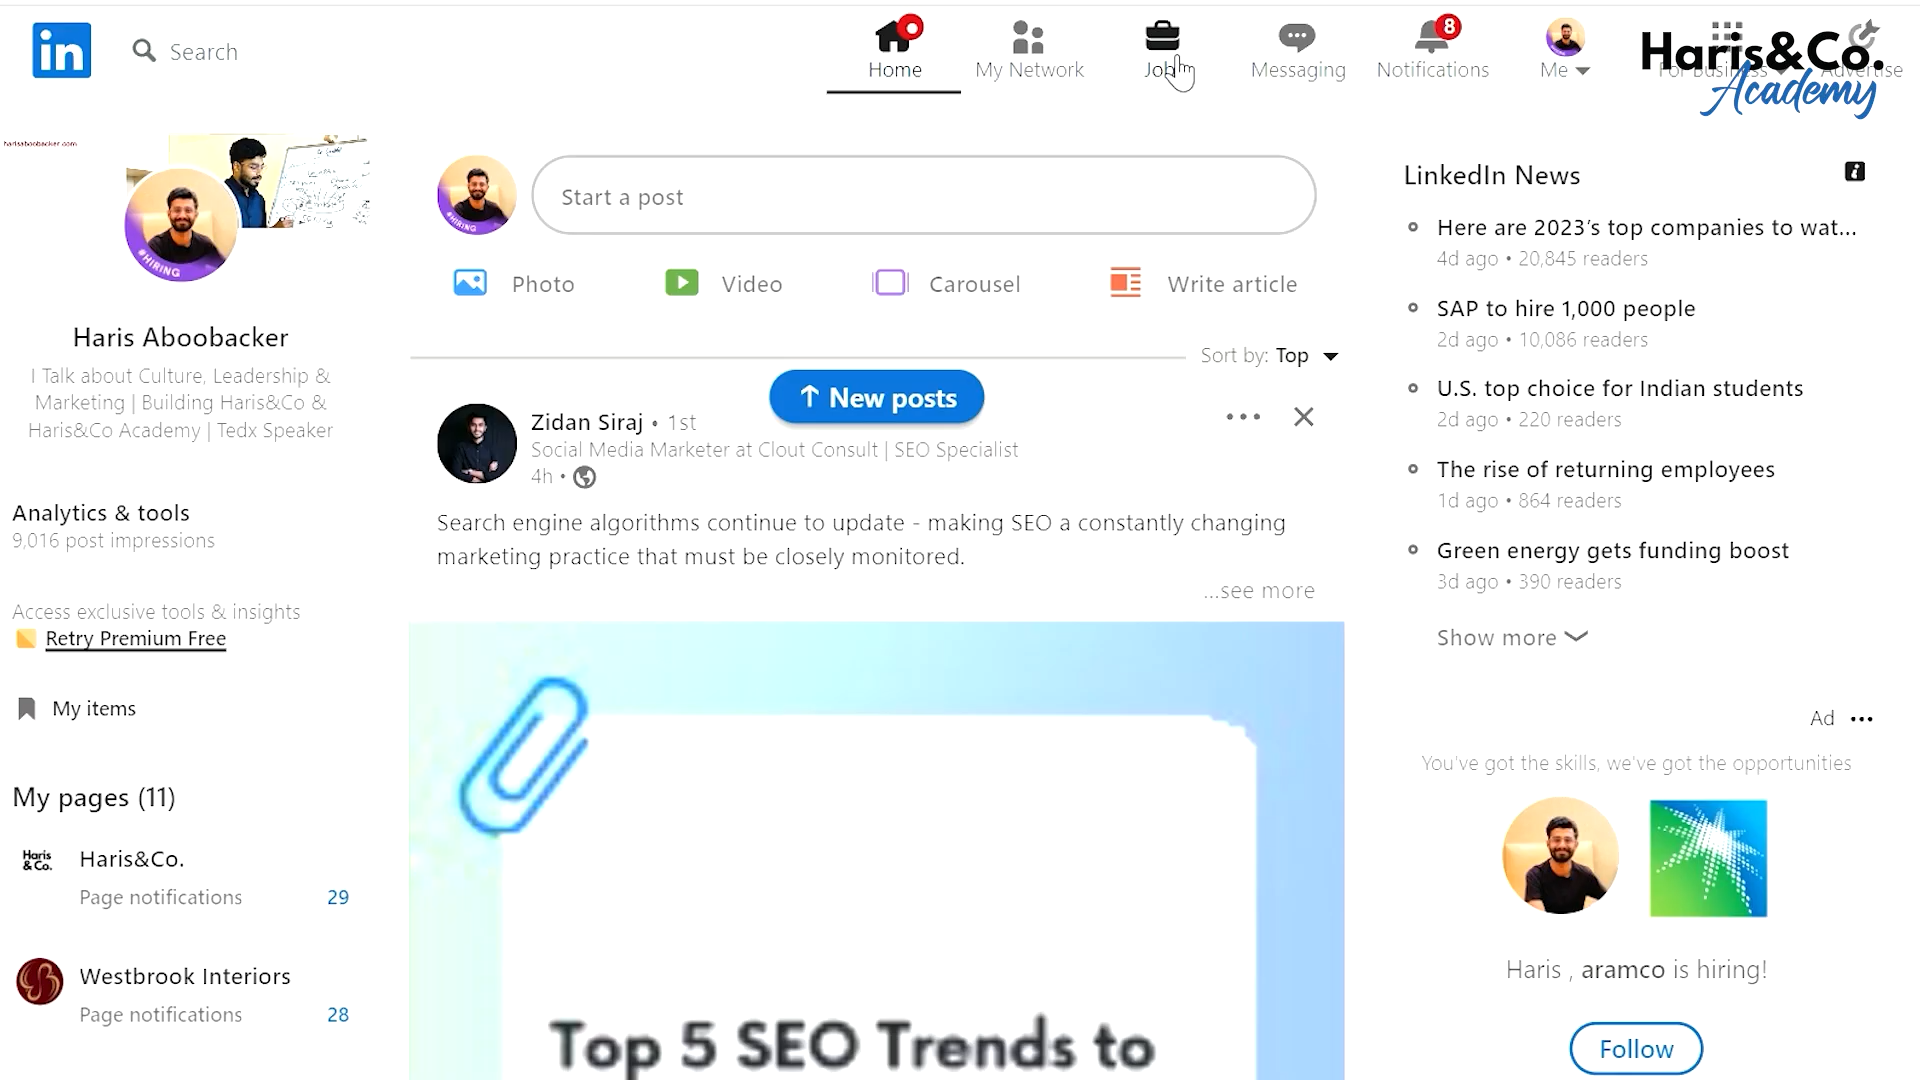 in
Search
Home
My Network
Job
Messaging
8
Notifications
Me
Haris&Co.
Academy
harisaboobacker.com
#HIRING
Haris Aboobacker
I Talk about Culture, Leadership &
Marketing | Building Haris&Co &
Haris&Co Academy | Tedx Speaker
Analytics & tools
9,016 post impressions
Access exclusive tools & insights
Retry Premium Free
My items
My pages (11)
Haris
&Co.
Haris&Co.
Page notifications 29
Westbrook Interiors
Page notifications 28
#HIRING
Start a post
Photo
Video
Carousel
Write article
Sort by: Top
↑ New posts
Zidan Siraj • 1st
Social Media Marketer at Clout Consult | SEO Specialist
4h •
Search engine algorithms continue to update - making SEO a constantly changing
marketing practice that must be closely monitored.
...see more
Top 5 SEO Trends to
LinkedIn News
Here are 2023’s top companies to wat...
4d ago • 20,845 readers
SAP to hire 1,000 people
2d ago • 10,086 readers
U.S. top choice for Indian students
2d ago • 220 readers
The rise of returning employees
1d ago • 864 readers
Green energy gets funding boost
3d ago • 390 readers
Show more
Ad
You've got the skills, we've got the opportunities
Haris , aramco is hiring!
Follow